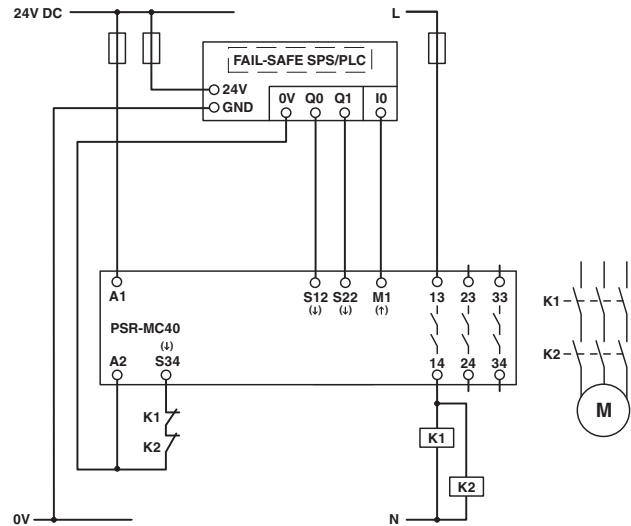 24V DC
L
FAIL-SAFE SPS/PLC
24V
GND
0V Q0 Q1 I0
A1
S12 S22 M1 13 23 33
(↓) (↓) (↑)
PSR-MC40
(↓)
A2 S34 14 24 34
K1
K2
M
K1
K2
K1
K2
0V N